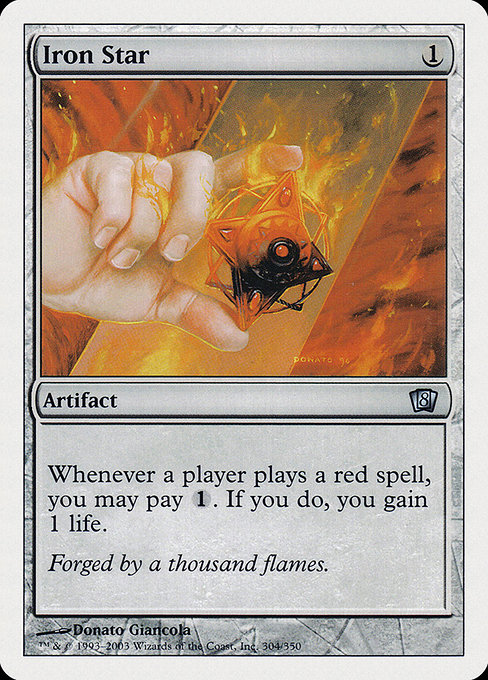 Iron Star 1
DONATO 96
Artifact 8
Whenever a player plays a red spell,
you may pay 1. If you do, you gain
1 life.
Forged by a thousand flames.
Donato Giancola
™ & © 1993-2003 Wizards of the Coast, Inc. 304/350